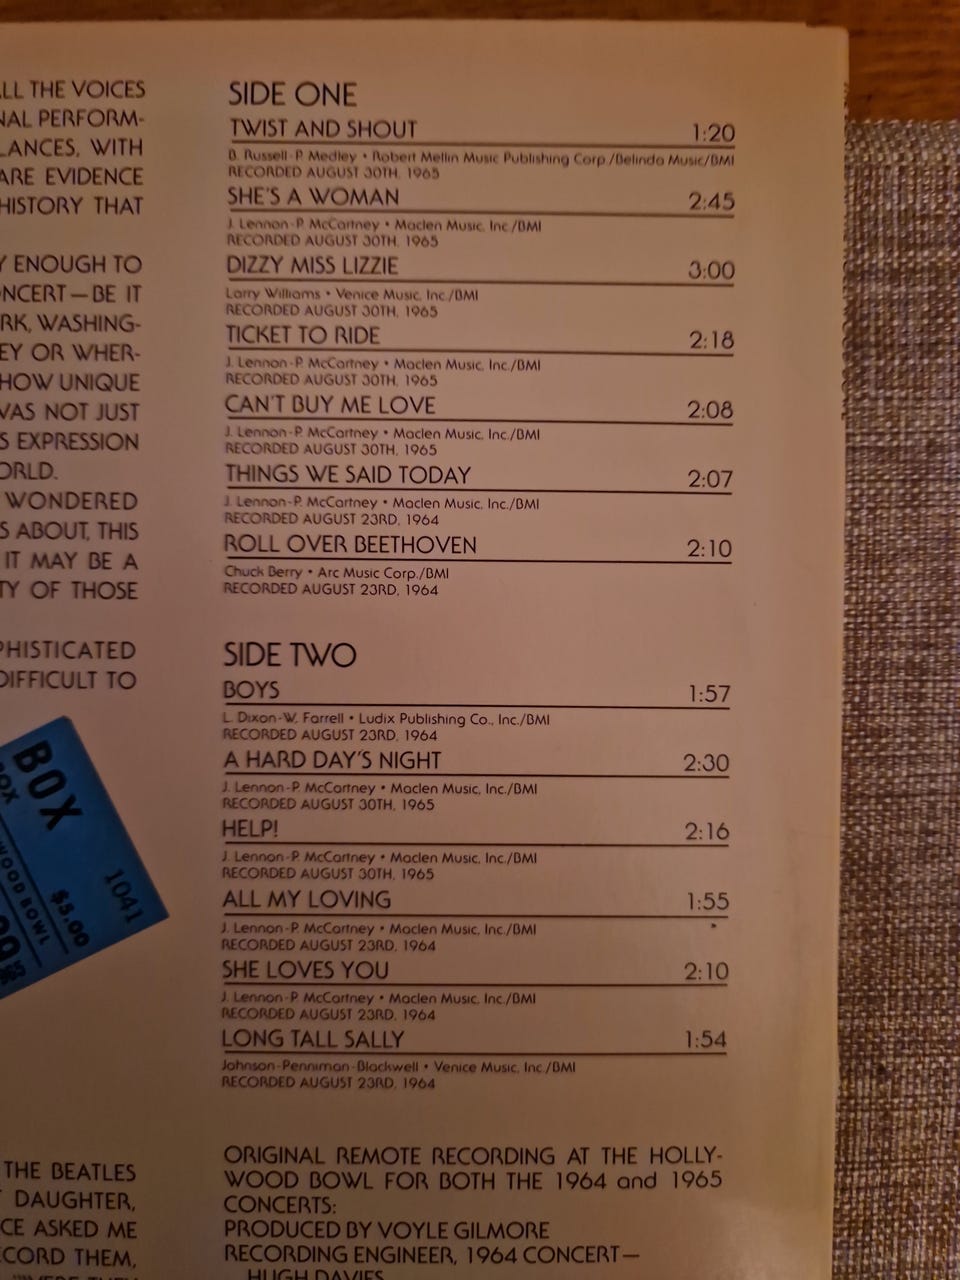 LL THE VOICES
NAL PERFORM-
LANCES, WITH
ARE EVIDENCE
HISTORY THAT
Y ENOUGH TO
NCERT—BE IT
RK, WASHING-
EY OR WHER-
HOW UNIQUE
VAS NOT JUST
S EXPRESSION
ORLD.
WONDERED
S ABOUT, THIS
IT MAY BE A
TY OF THOSE
PHISTICATED
DIFFICULT TO
BOX
BOX
1041
WOOD BOWL
$5.00
THE BEATLES
DAUGHTER,
CE ASKED ME
CORD THEM,
SIDE ONE
TWIST AND SHOUT 1:20
B. Russell-P. Medley • Robert Mellin Music Publishing Corp./Belinda Music/BMI
RECORDED AUGUST 30TH, 1965
SHE'S A WOMAN 2:45
J. Lennon-P. McCartney • Maclen Music, Inc./BMI
RECORDED AUGUST 30TH, 1965
DIZZY MISS LIZZIE 3:00
Larry Williams • Venice Music, Inc./BMI
RECORDED AUGUST 30TH, 1965
TICKET TO RIDE 2:18
J. Lennon-P. McCartney • Maclen Music, Inc./BMI
RECORDED AUGUST 30TH, 1965
CAN'T BUY ME LOVE 2:08
J. Lennon-P. McCartney • Maclen Music, Inc./BMI
RECORDED AUGUST 30TH, 1965
THINGS WE SAID TODAY 2:07
J. Lennon-P. McCartney • Maclen Music, Inc./BMI
RECORDED AUGUST 23RD, 1964
ROLL OVER BEETHOVEN 2:10
Chuck Berry • Arc Music Corp./BMI
RECORDED AUGUST 23RD, 1964
SIDE TWO
BOYS 1:57
L. Dixon-W. Farrell • Ludix Publishing Co., Inc./BMI
RECORDED AUGUST 23RD, 1964
A HARD DAY'S NIGHT 2:30
J. Lennon-P. McCartney • Maclen Music, Inc./BMI
RECORDED AUGUST 30TH, 1965
HELP! 2:16
J. Lennon-P. McCartney • Maclen Music, Inc./BMI
RECORDED AUGUST 30TH, 1965
ALL MY LOVING 1:55
J. Lennon-P. McCartney • Maclen Music, Inc./BMI
RECORDED AUGUST 23RD, 1964
SHE LOVES YOU 2:10
J. Lennon-P. McCartney • Maclen Music, Inc./BMI
RECORDED AUGUST 23RD, 1964
LONG TALL SALLY 1:54
Johnson-Penniman-Blackwell • Venice Music, Inc./BMI
RECORDED AUGUST 23RD, 1964
ORIGINAL REMOTE RECORDING AT THE HOLLY-
WOOD BOWL FOR BOTH THE 1964 and 1965
CONCERTS:
PRODUCED BY VOYLE GILMORE
RECORDING ENGINEER, 1964 CONCERT—
HUGH DAVIES